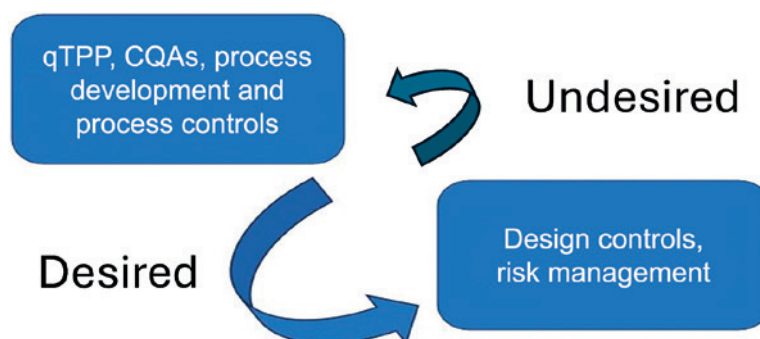 qTPP, CQAs, process
development and
process controls
Undesired
Desired
Design controls,
risk management